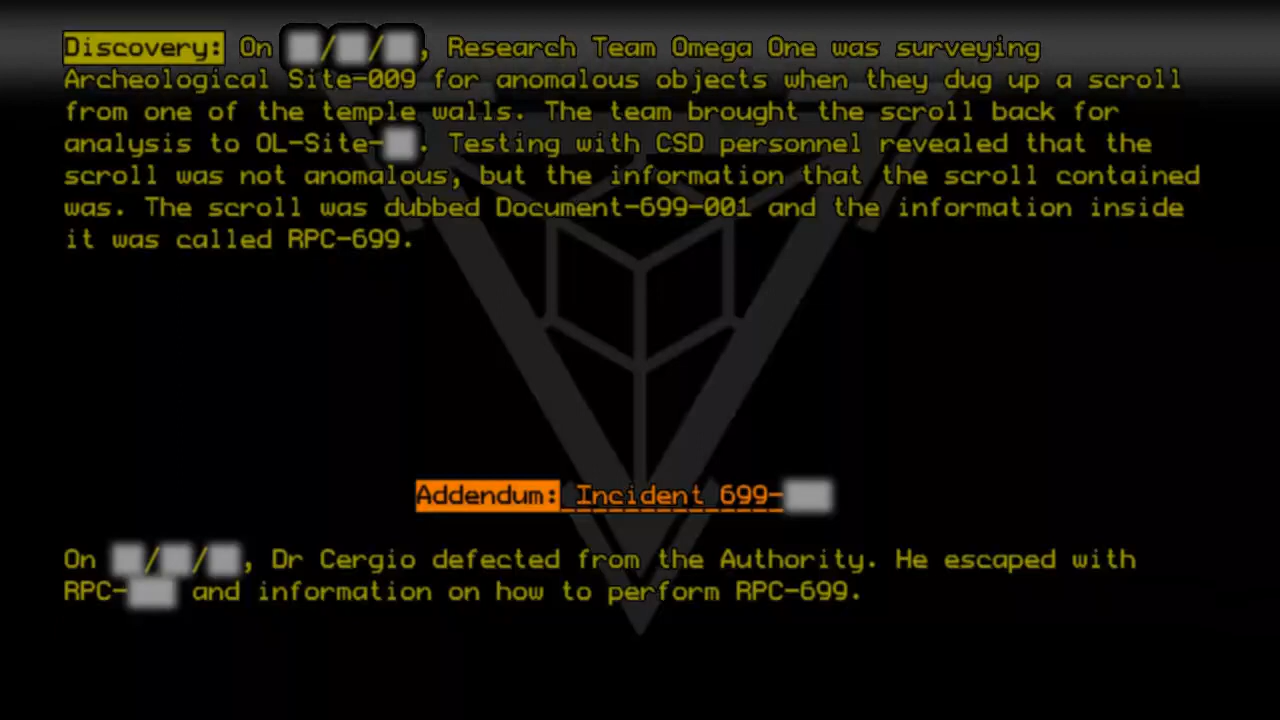 Discovery: On ██/██/██, Research Team Omega One was surveying
Archeological Site-009 for anomalous objects when they dug up a scroll
from one of the temple walls. The team brought the scroll back for
analysis to OL-Site-██. Testing with CSD personnel revealed that the
scroll was not anomalous, but the information that the scroll contained
was. The scroll was dubbed Document-699-001 and the information inside
it was called RPC-699.
Addendum: Incident 699-██
On ██/██/██, Dr Cergio defected from the Authority. He escaped with
RPC-███ and information on how to perform RPC-699.